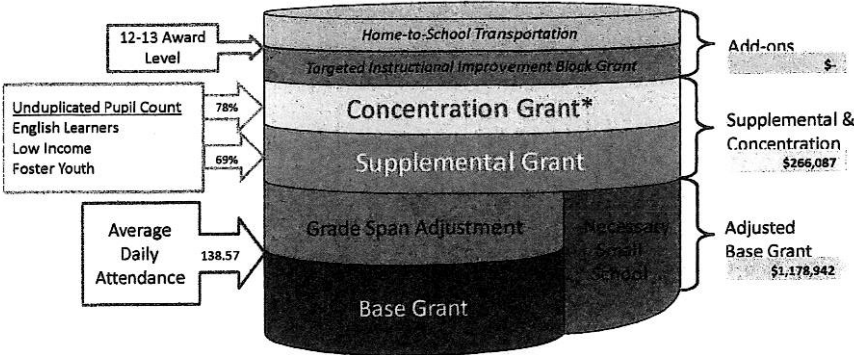 Home-to-School Transportation
Targeted Instructional Improvement Block Grant
Concentration Grant*
Supplemental Grant
Grade Span Adjustment
Necessary
Small
School
Base Grant
12-13 Award
Level
Unduplicated Pupil Count
English Learners
Low Income
Foster Youth
78%
69%
Average
Daily
Attendance
138.57
Add-ons
$-
Supplemental &
Concentration
$266,087
Adjusted
Base Grant
$1,178,942